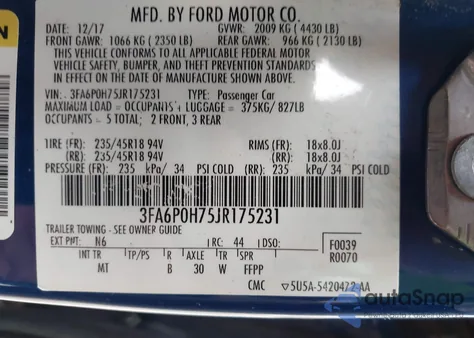 MFD. BY FORD MOTOR CO.
DATE: 12/17 GVWR: 2009 KG ( 4430 LB)
FRONT GAWR: 1066 KG ( 2350 LB) REAR GAWR: 966 KG ( 2130 LB)
THIS VEHICLE CONFORMS TO ALL APPLICABLE FEDERAL MOTOR
VEHICLE SAFETY, BUMPER, AND THEFT PREVENTION STANDARDS
IN EFFECT ON THE DATE OF MANUFACTURE SHOWN ABOVE.
VIN: 3FA6P0H75JR175231 TYPE: Passenger Car
MAXIMUM LOAD = OCCUPANTS + LUGGAGE = 375KG/ 827LB
OCCUPANTS = 5 TOTAL; 2 FRONT, 3 REAR
TIRE (FR): 235/45R18 94V RIMS (FR): 18x8.0J
(RR): 235/45R18 94V (RR): 18x8.0J
PRESSURE (FR): 235 kPa/ 34 PSI COLD (RR): 235 kPa/ 34 PSI COLD
3FA6P0H75JR175231
TRAILER TOWING - SEE OWNER GUIDE
EXT PNT: N6 RC: 44 DSO: F0039
R0070
INT TR TP/PS R AXLE TR SPR
MT B 30 W FFPP
CMC ▽5U5A-5420472-AA
autoSnap